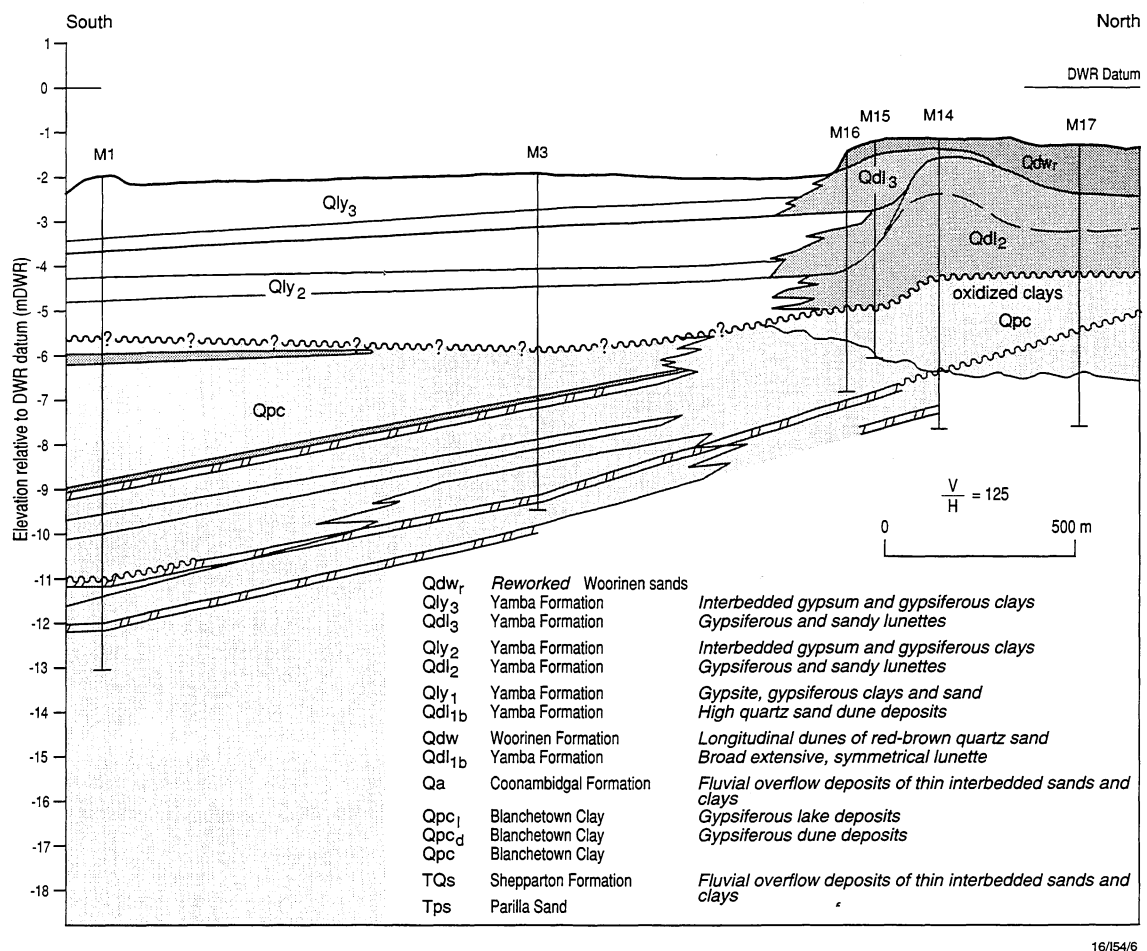 South
North
1
0
-1
-2
-3
-4
-5
-6
-7
-8
-9
-10
-11
-12
-13
-14
-15
-16
-17
-18
Elevation relative to DWR datum (mDWR)
DWR Datum
M1
M3
M16
M15
M14
M17
Qly3
Qdl3
Qdwr
Qdl2
Qly2
oxidized clays
Qpc
? ? ? ? ? ?
Qpc
V/H = 125
0 500 m
Qdwr Reworked Woorinen sands
Qly3 Yamba Formation Interbedded gypsum and gypsiferous clays
Qdl3 Yamba Formation Gypsiferous and sandy lunettes
Qly2 Yamba Formation Interbedded gypsum and gypsiferous clays
Qdl2 Yamba Formation Gypsiferous and sandy lunettes
Qly1 Yamba Formation Gypsite, gypsiferous clays and sand
Qdl1b Yamba Formation High quartz sand dune deposits
Qdw Woorinen Formation Longitudinal dunes of red-brown quartz sand
Qdl1b Yamba Formation Broad extensive, symmetrical lunette
Qa Coonambidgal Formation Fluvial overflow deposits of thin interbedded sands and
clays
Qpcl Blanchetown Clay Gypsiferous lake deposits
Qpcd Blanchetown Clay Gypsiferous dune deposits
Qpc Blanchetown Clay
TQs Shepparton Formation Fluvial overflow deposits of thin interbedded sands and
clays
Tps Parilla Sand
16/I54/6